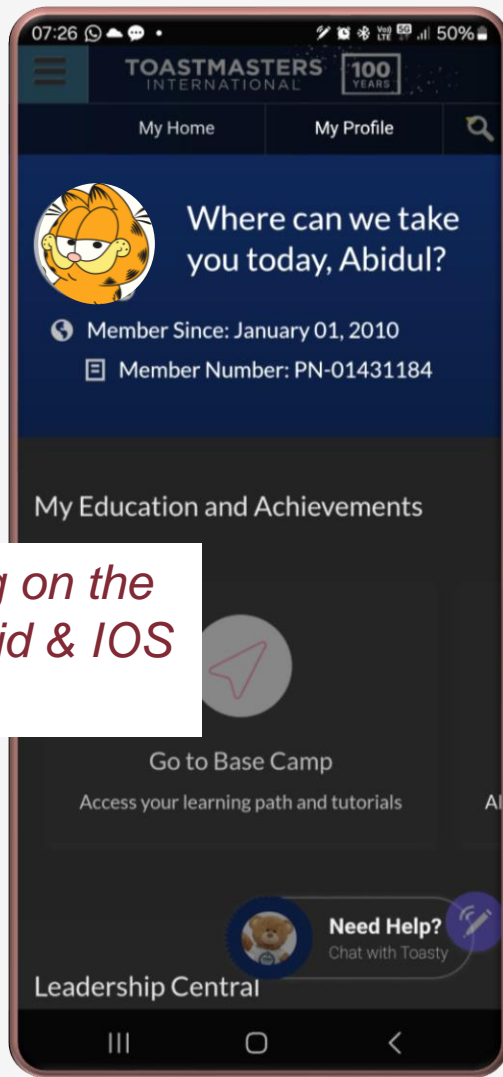 07:26
50%
TOASTMASTERS
INTERNATIONAL
100
YEARS
My Home
My Profile
Where can we take
you today, Abidul?
Member Since: January 01, 2010
Member Number: PN-01431184
My Education and Achievements
on the
id & IOS
Go to Base Camp
Access your learning path and tutorials
Need Help?
Chat with Toasty
Leadership Central